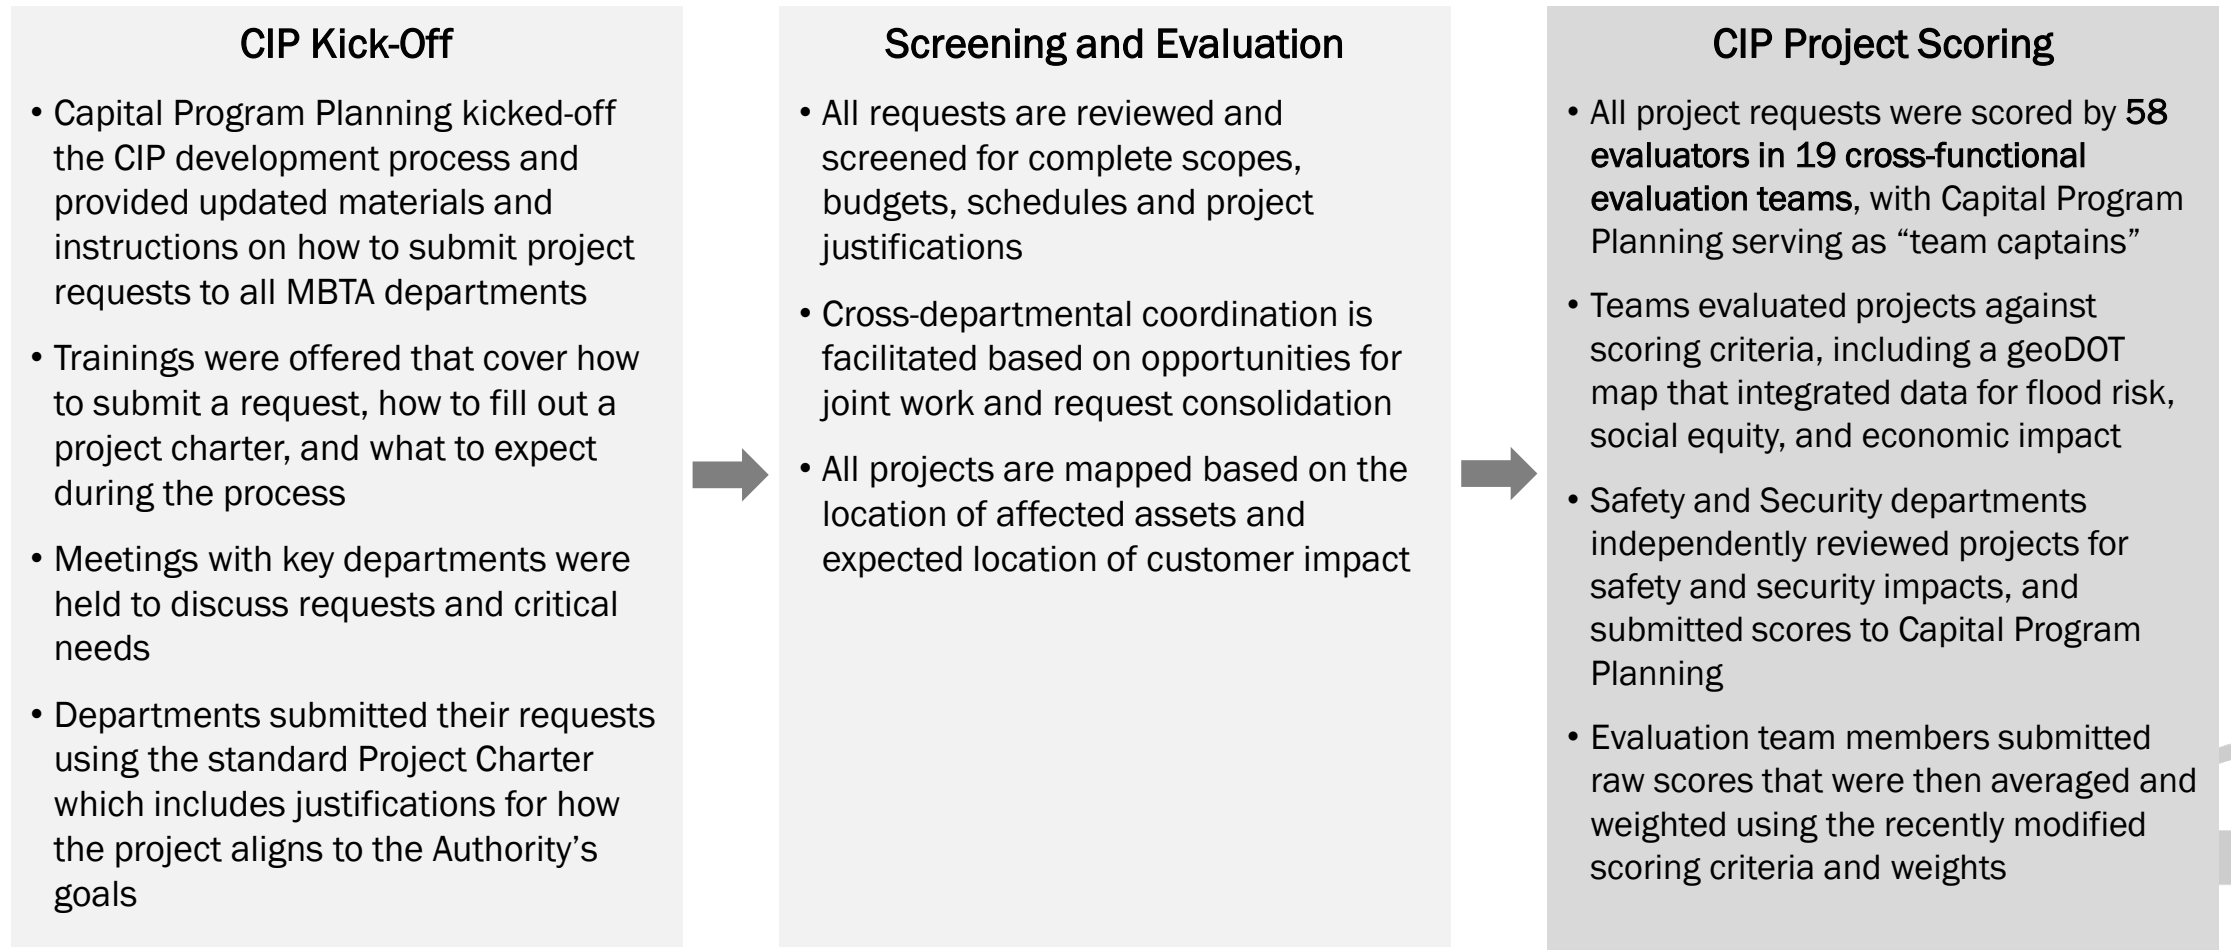 CIP Kick-Off
• Capital Program Planning kicked-off
the CIP development process and
provided updated materials and
instructions on how to submit project
requests to all MBTA departments
• Trainings were offered that cover how
to submit a request, how to fill out a
project charter, and what to expect
during the process
• Meetings with key departments were
held to discuss requests and critical
needs
• Departments submitted their requests
using the standard Project Charter
which includes justifications for how
the project aligns to the Authority’s
goals
Screening and Evaluation
• All requests are reviewed and
screened for complete scopes,
budgets, schedules and project
justifications
• Cross-departmental coordination is
facilitated based on opportunities for
joint work and request consolidation
• All projects are mapped based on the
location of affected assets and
expected location of customer impact
CIP Project Scoring
• All project requests were scored by 58
evaluators in 19 cross-functional
evaluation teams, with Capital Program
Planning serving as “team captains”
• Teams evaluated projects against
scoring criteria, including a geoDOT
map that integrated data for flood risk,
social equity, and economic impact
• Safety and Security departments
independently reviewed projects for
safety and security impacts, and
submitted scores to Capital Program
Planning
• Evaluation team members submitted
raw scores that were then averaged and
weighted using the recently modified
scoring criteria and weights